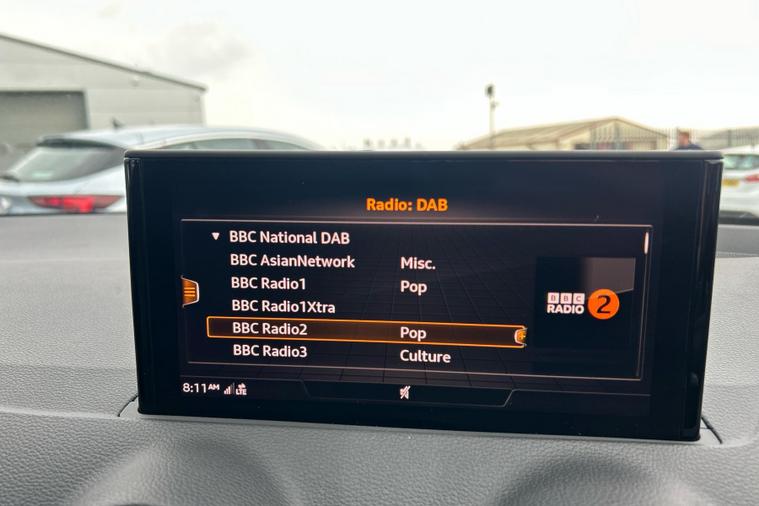 Radio: DAB
BBC National DAB
BBC AsianNetwork Misc.
BBC Radio1 Pop
BBC Radio1Xtra
BBC Radio2 Pop
BBC Radio3 Culture
BBC
RADIO 2
8:11AM LTE